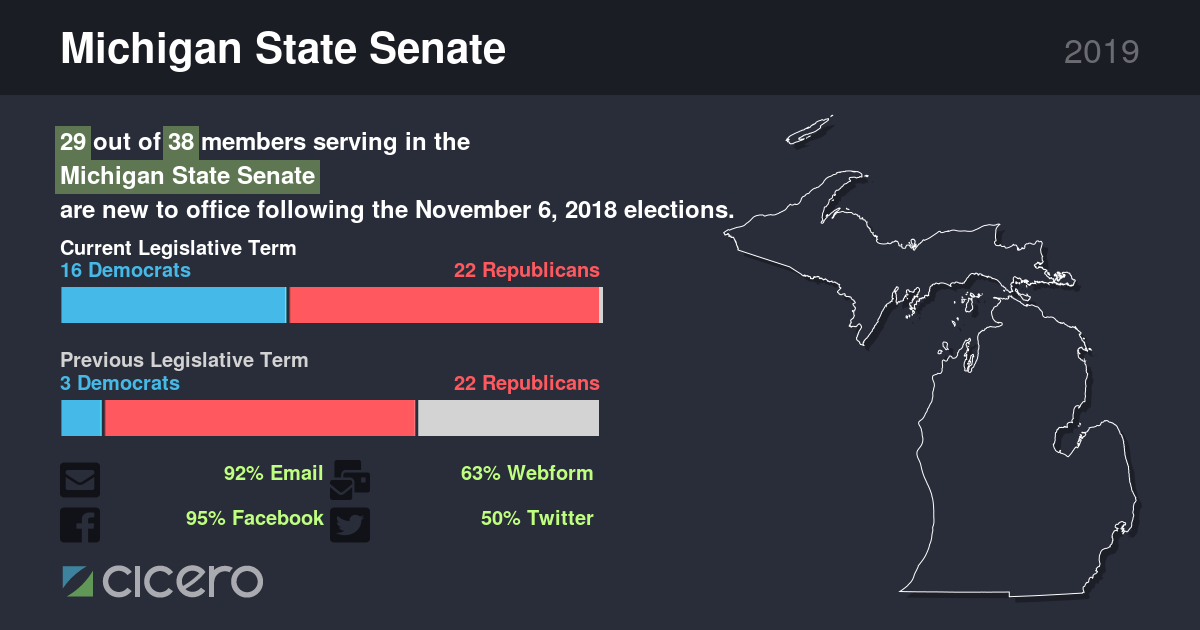 Michigan State Senate
2019
29 out of 38 members serving in the
Michigan State Senate
are new to office following the November 6, 2018 elections.
Current Legislative Term
16 Democrats 22 Republicans
Previous Legislative Term
3 Democrats 22 Republicans
92% Email 63% Webform
95% Facebook 50% Twitter
cicero